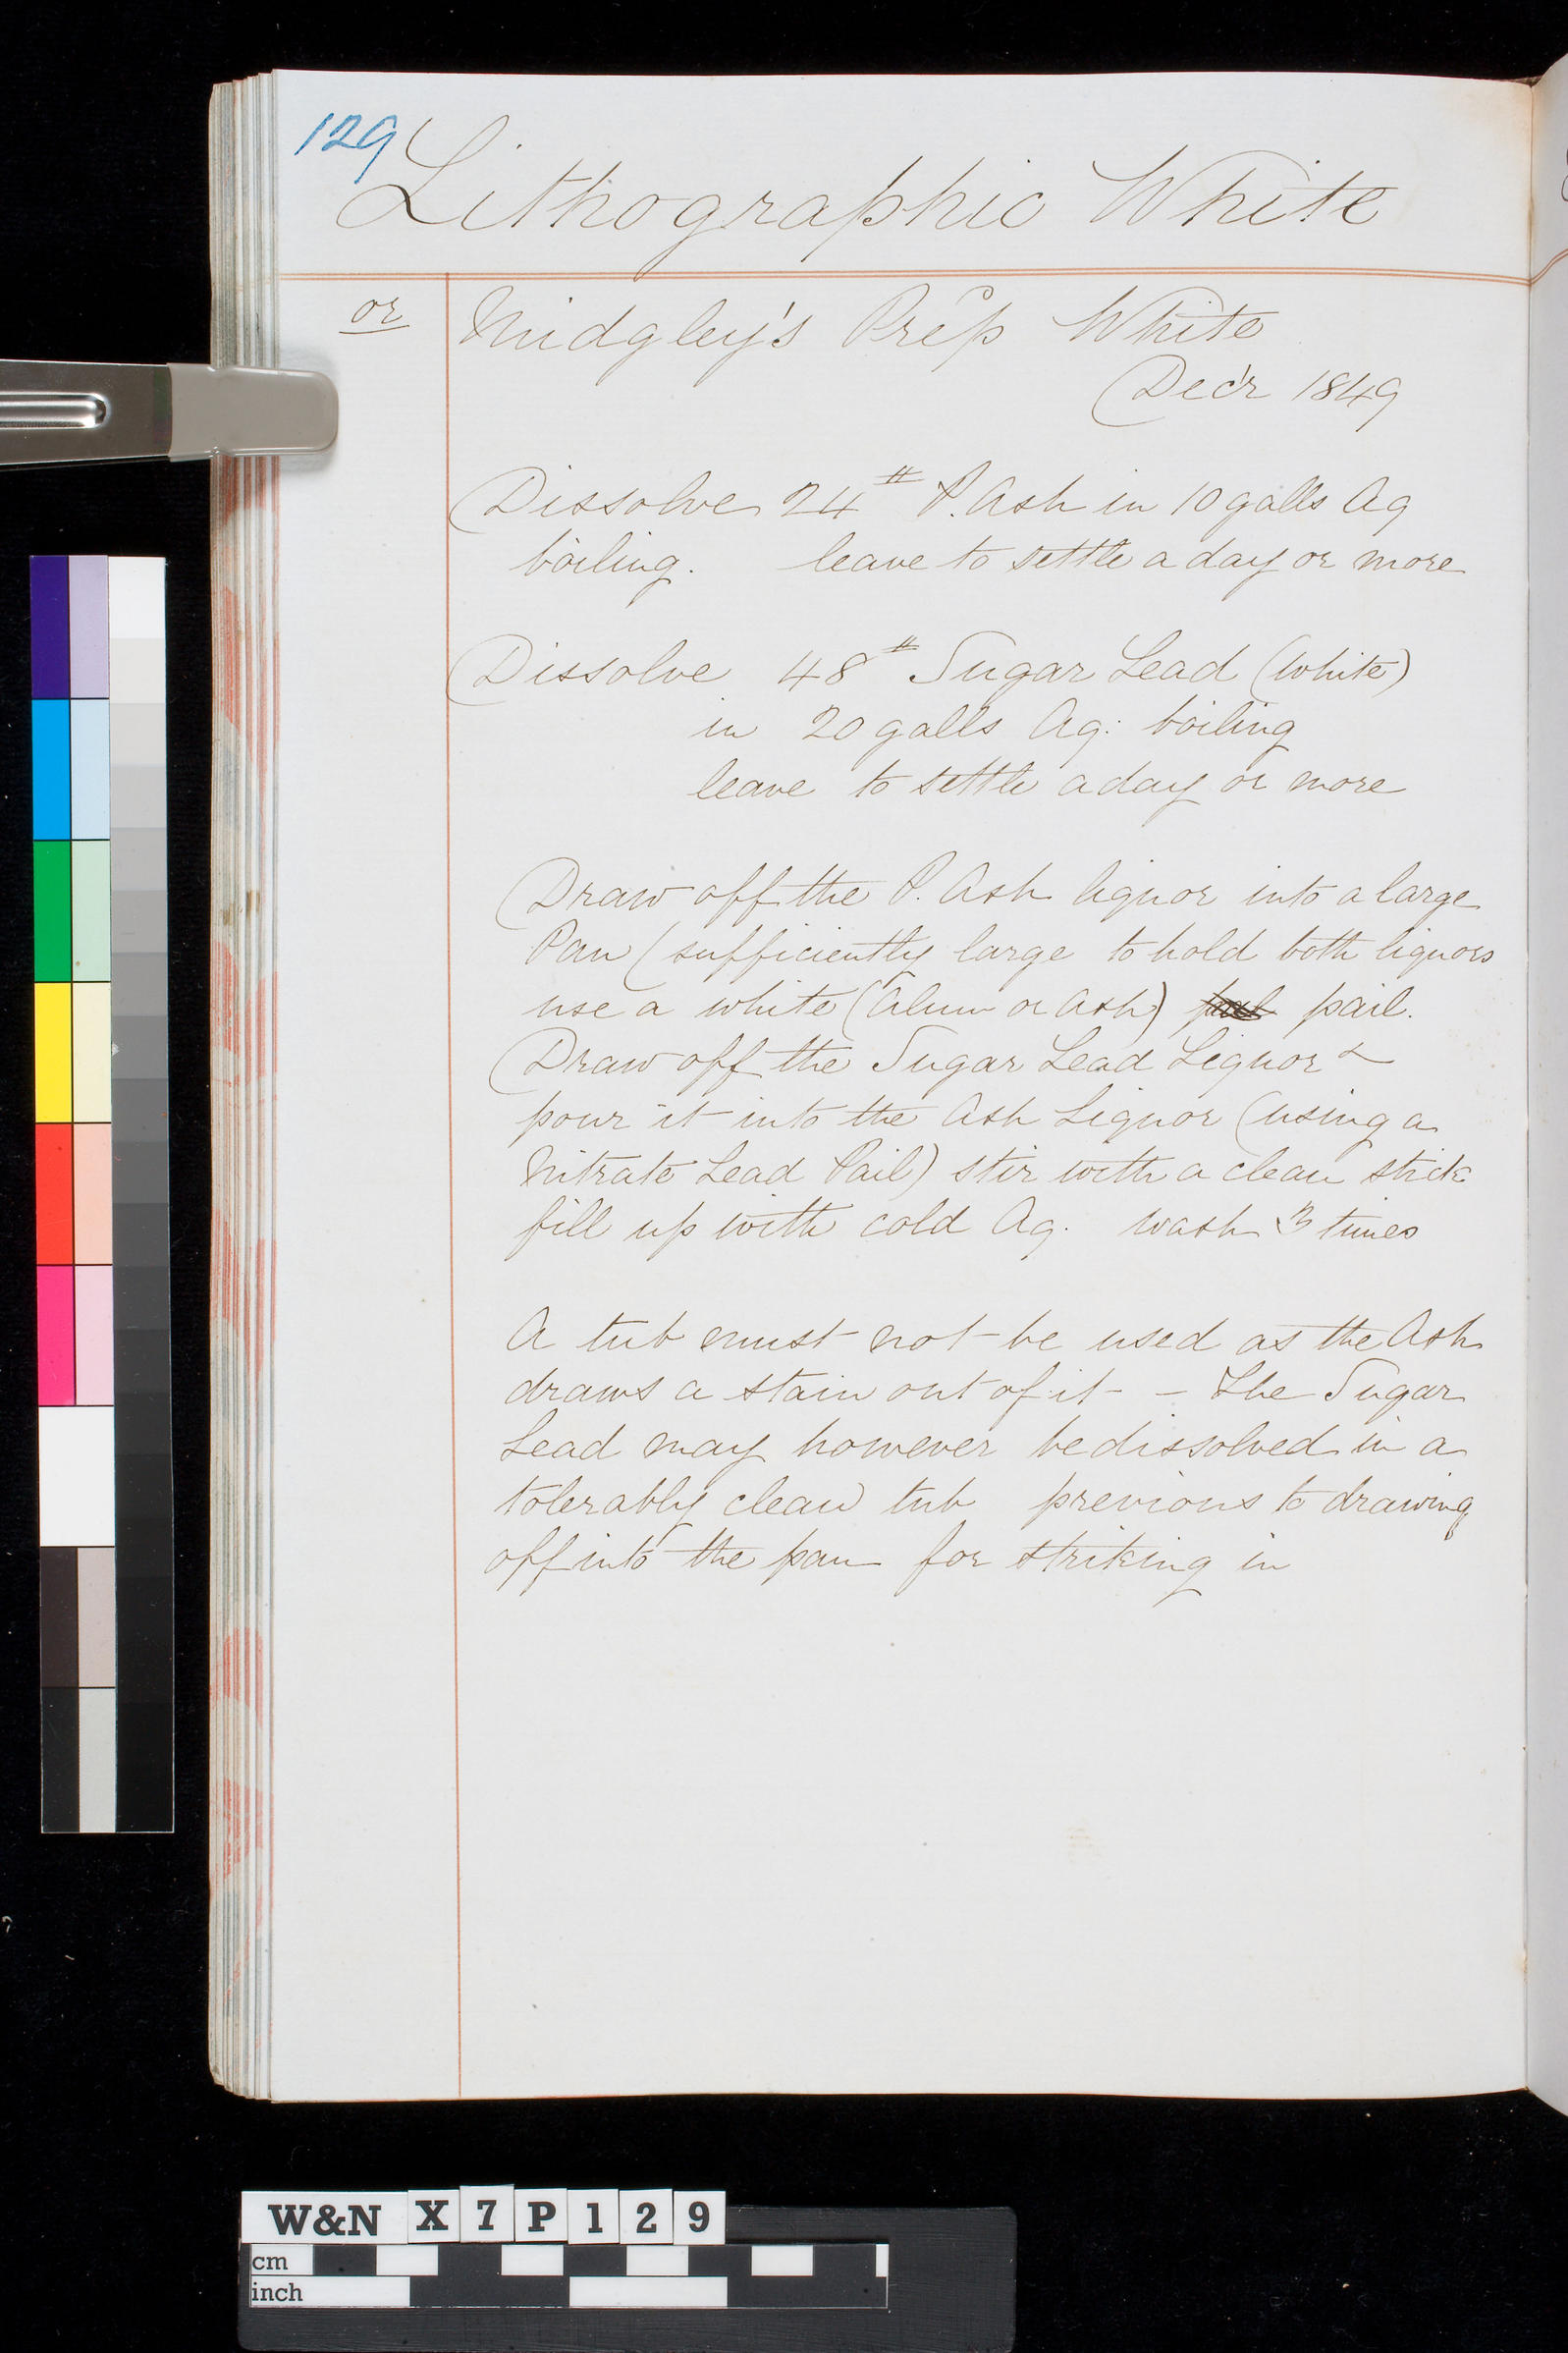 129
Lithographic White
or Midgley's Prep White
Dec'r 1849
Dissolve 24 # P. Ash in 10 galls Aq
boiling. leave to settle a day or more
Dissolve 48 # Sugar Lead (White)
in 20 galls Aq: boiling
leave to settle a day or more
Draw off the P. Ash liquor into a large
Pan (sufficiently large to hold both liquors
use a white (Alum or Ash) pail.
Draw off the Sugar Lead Liquor &
pour it into the Ash Liquor (using a
Nitrate Lead Pail) stir with a clean stick
fill up with cold Aq. wash 3 times
A tub must not be used as the Ash
draws a stain out of it - The Sugar
Lead may however be dissolved in a
tolerably clean tub previous to drawing
off into the pan for striking in
W&N X7P129
cm
inch